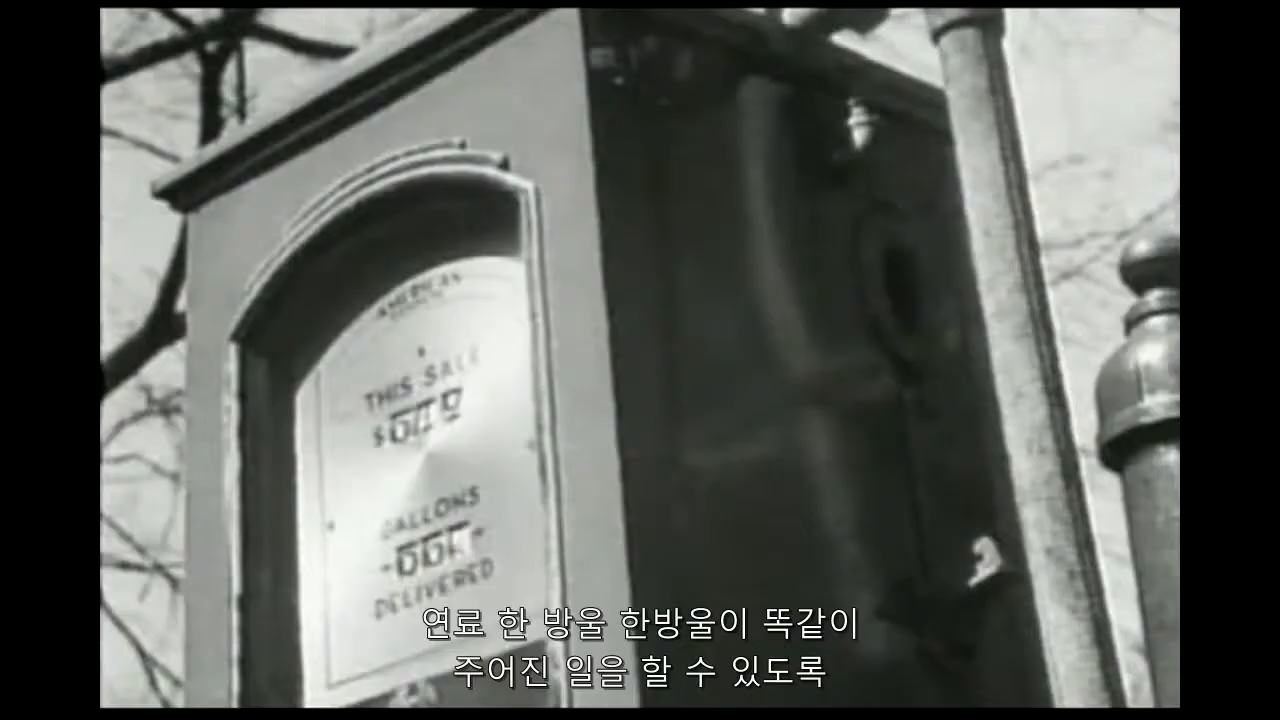 AMERICAN
THIS SALE
$
GALLONS
DELIVERED
연료 한 방울 한방울이 똑같이
주어진 일을 할 수 있도록